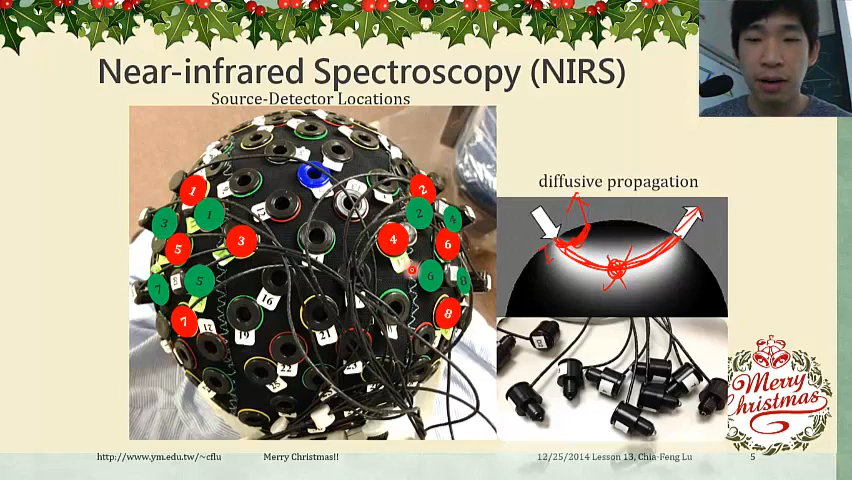 Near-infrared Spectroscopy (NIRS)
Source-Detector Locations
diffusive propagation
1
2
3
1
2
4
5
3
4
6
7
5
6
8
7
8
16
19
21
22
Merry
Christmas!
http://www.ym.edu.tw/~cflu
Merry Christmas!!
12/25/2014 Lesson 13, Chia-Feng Lu
5